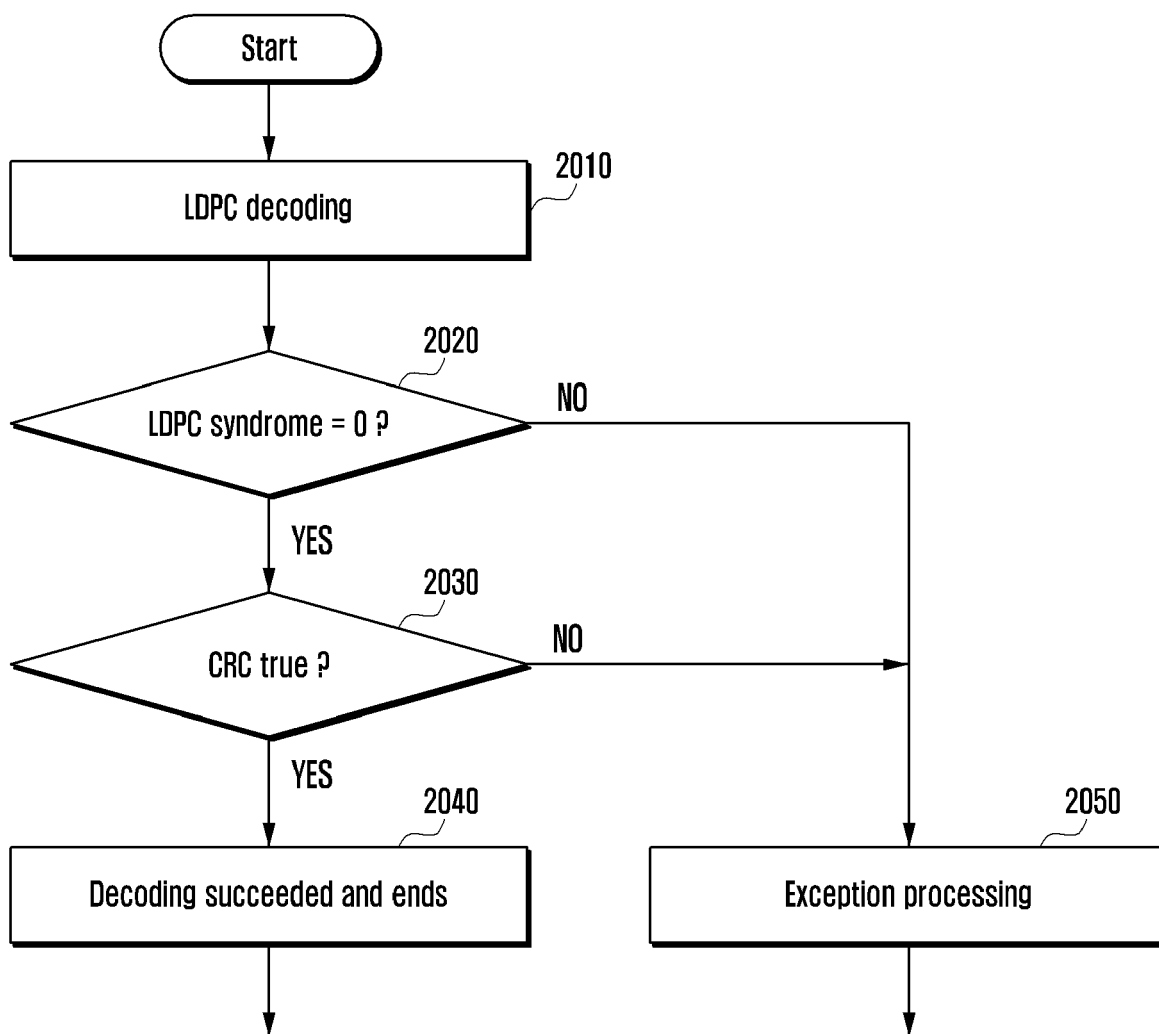 Start
2010
LDPC decoding
2020
LDPC syndrome = 0 ?
NO
YES
2030
CRC true ?
NO
YES
2040
Decoding succeeded and ends
2050
Exception processing